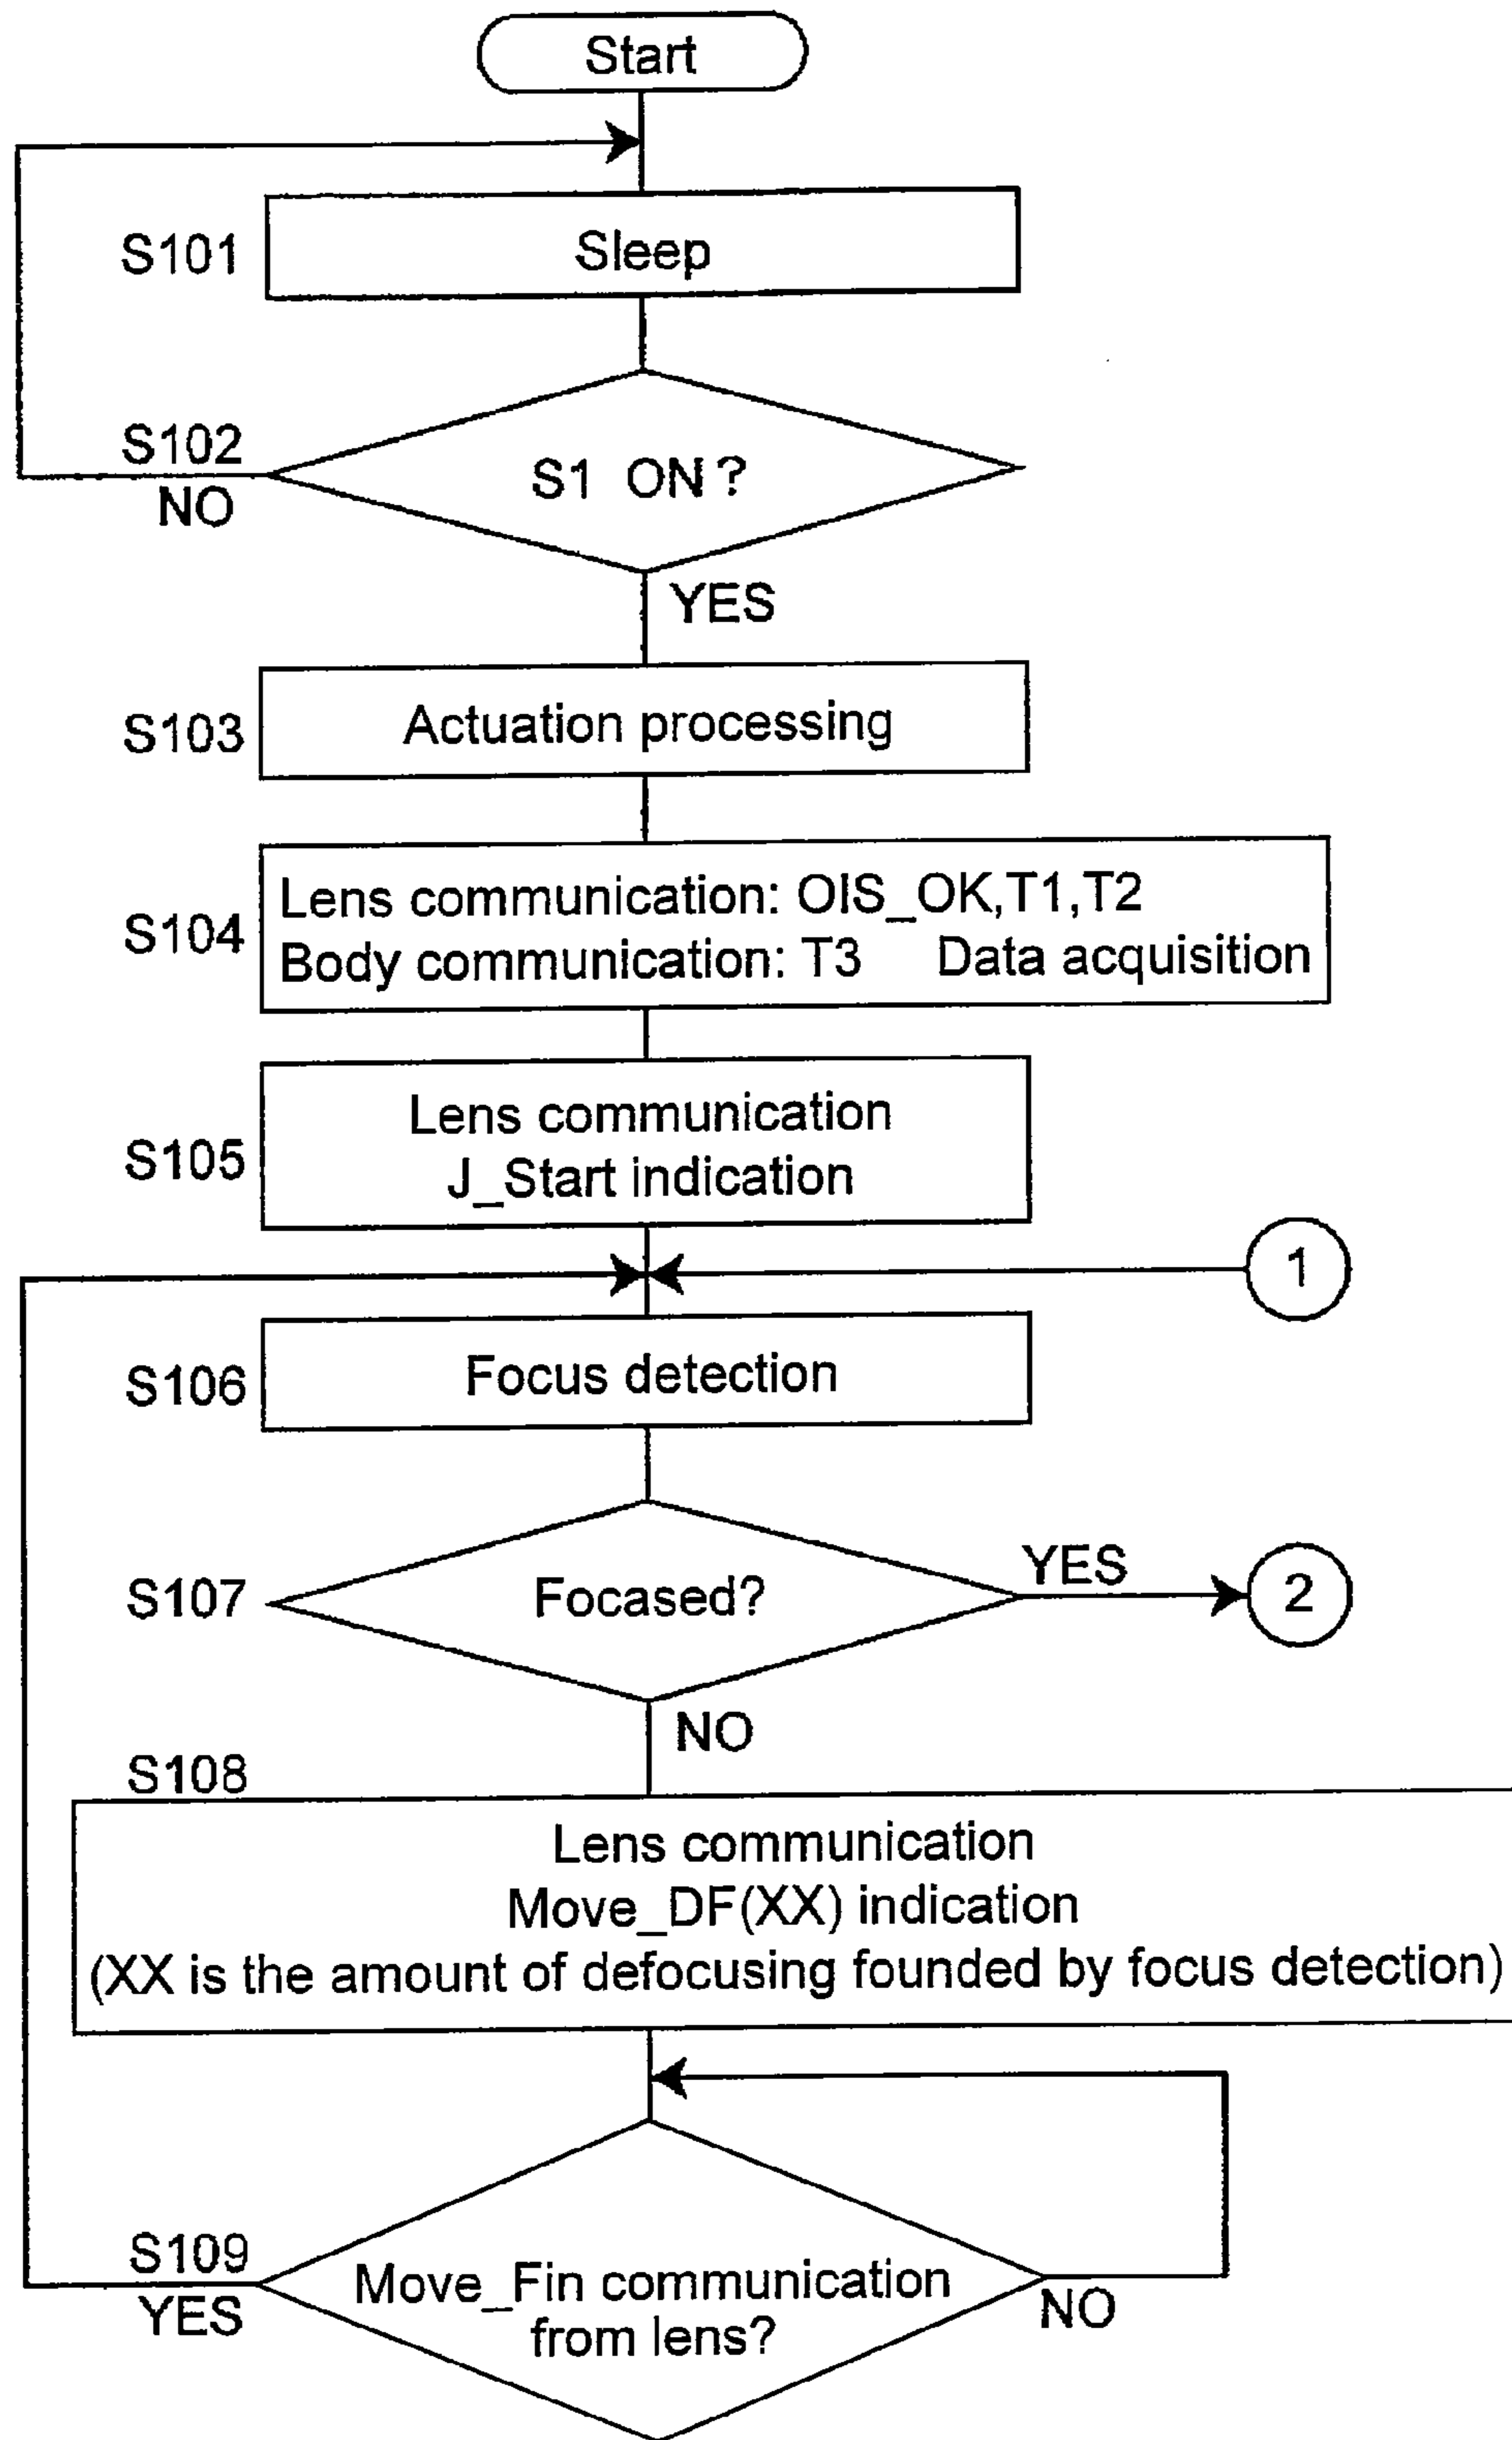 Start
S101
Sleep
S102
NO
S1 ON?
YES
S103
Actuation processing
S104
Lens communication: OIS_OK,T1,T2
Body communication: T3 Data acquisition
S105
Lens communication
J_Start indication
1
S106
Focus detection
S107
Focased?
YES
2
NO
S108
Lens communication
Move_DF(XX) indication
(XX is the amount of defocusing founded by focus detection)
S109
YES
Move_Fin communication
from lens?
NO